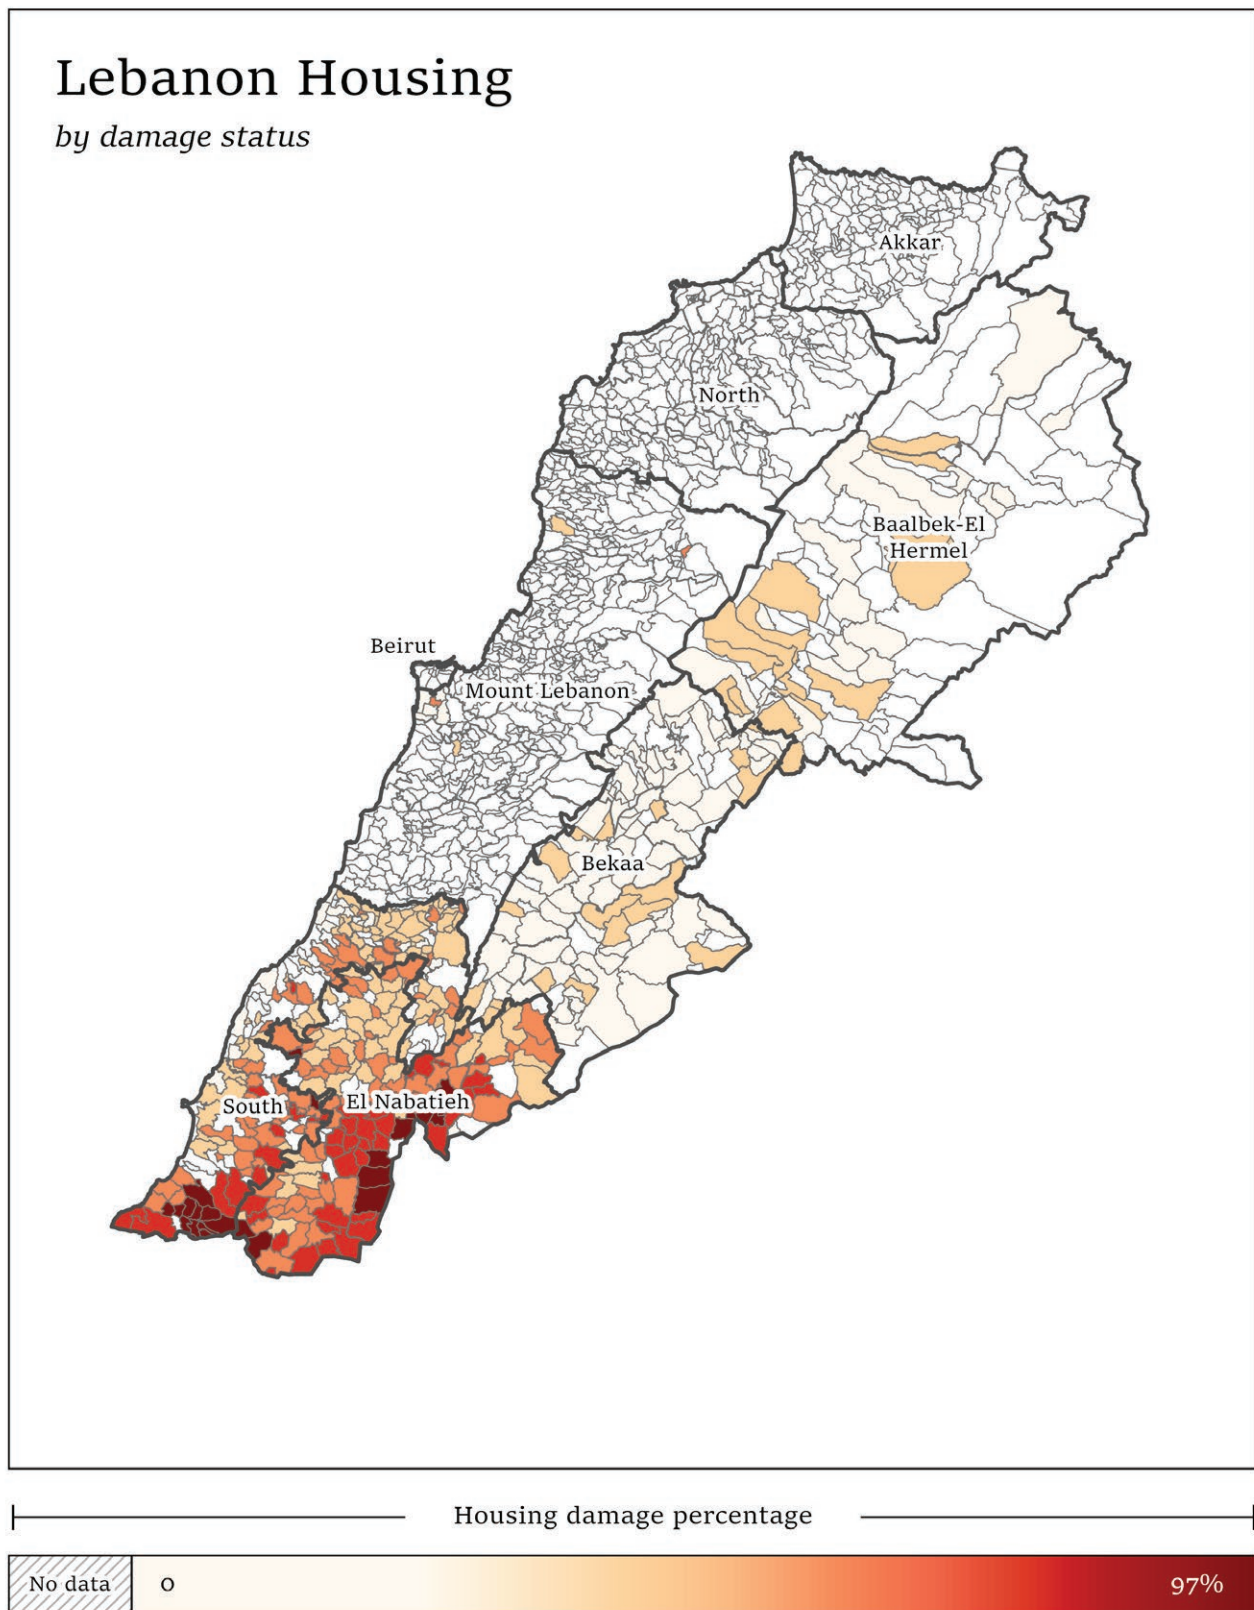 Lebanon Housing
by damage status
Akkar
North
Baalbek-El
Hermel
Beirut
Mount Lebanon
Bekaa
South
El Nabatieh
Housing damage percentage
No data
0
97%